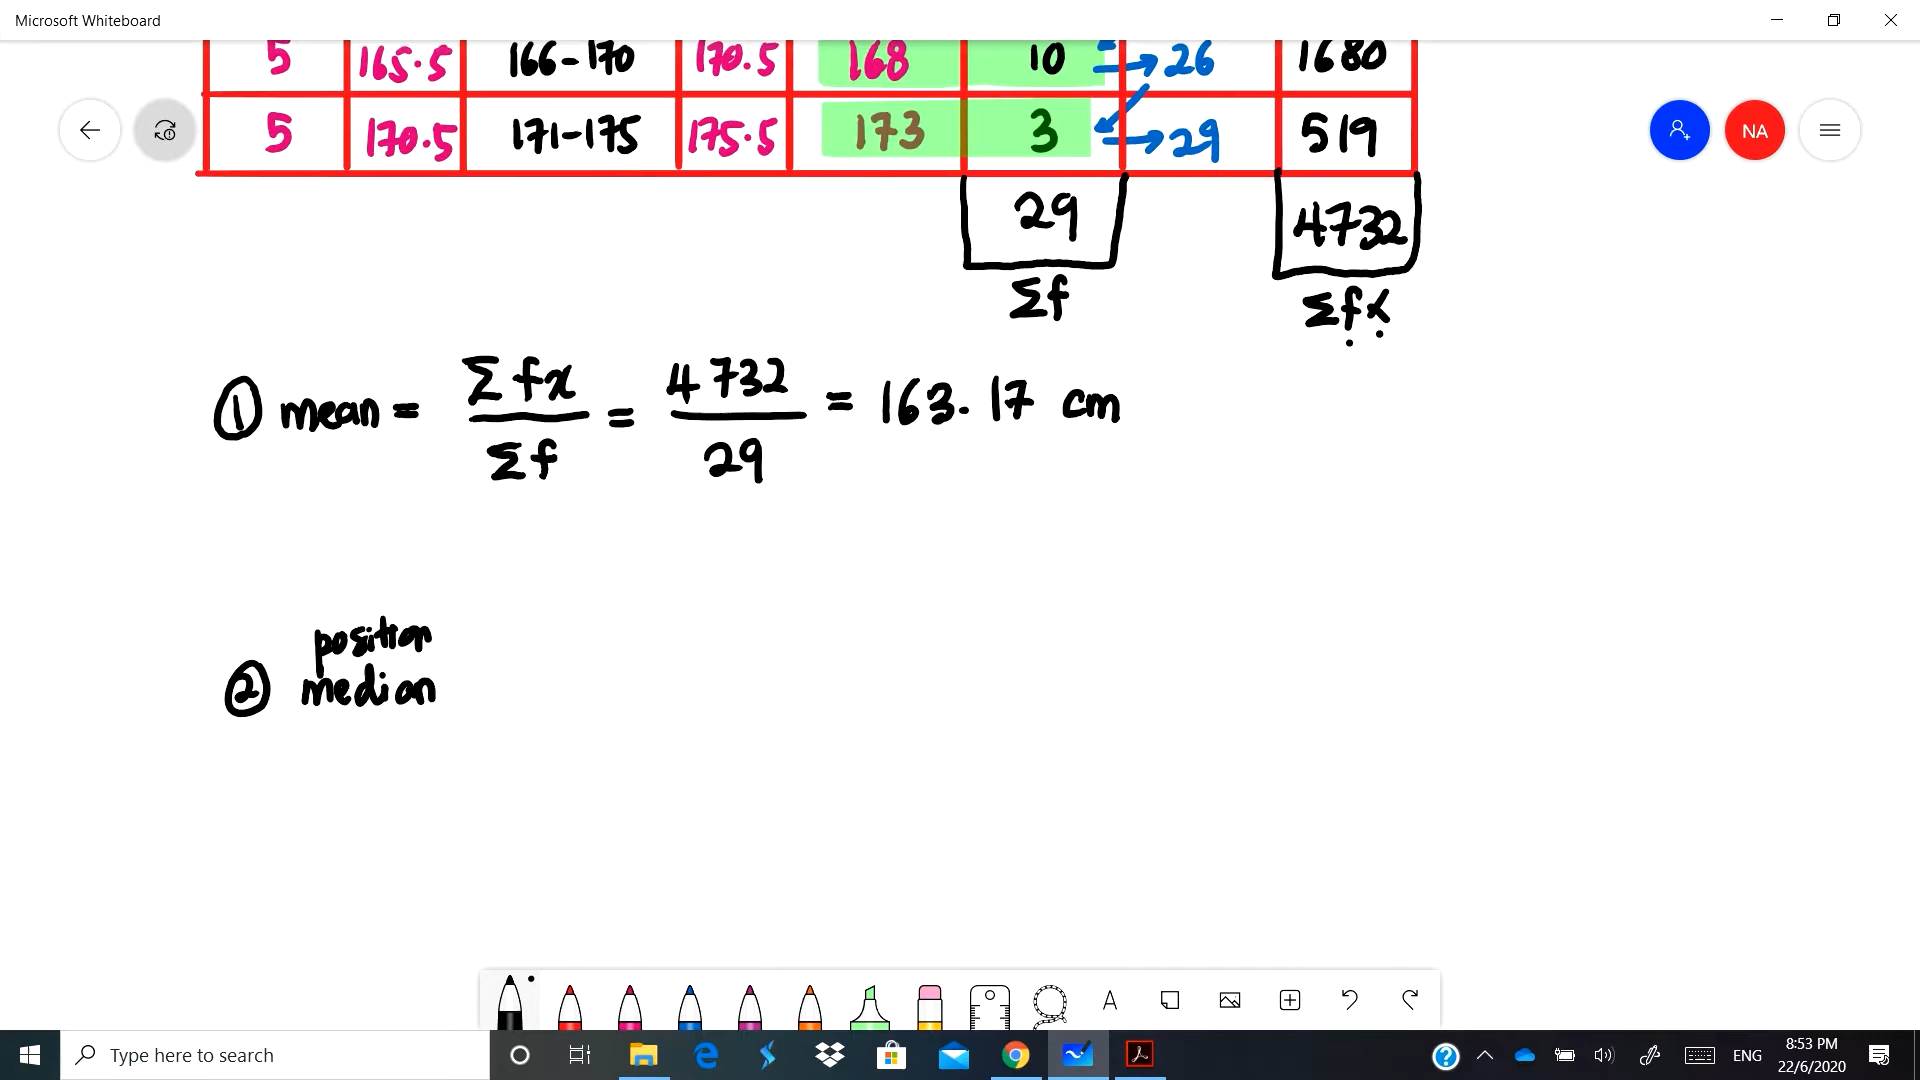 Microsoft Whiteboard
5 165.5 166-170 170.5 168 10 26 1680
5 170.5 171-175 175.5 173 3 29 519
29 4732
Σf Σfx
NA
① mean = Σfx / Σf = 4732 / 29 = 163.17 cm
position
② median
Type here to search
ENG
8:53 PM
22/6/2020